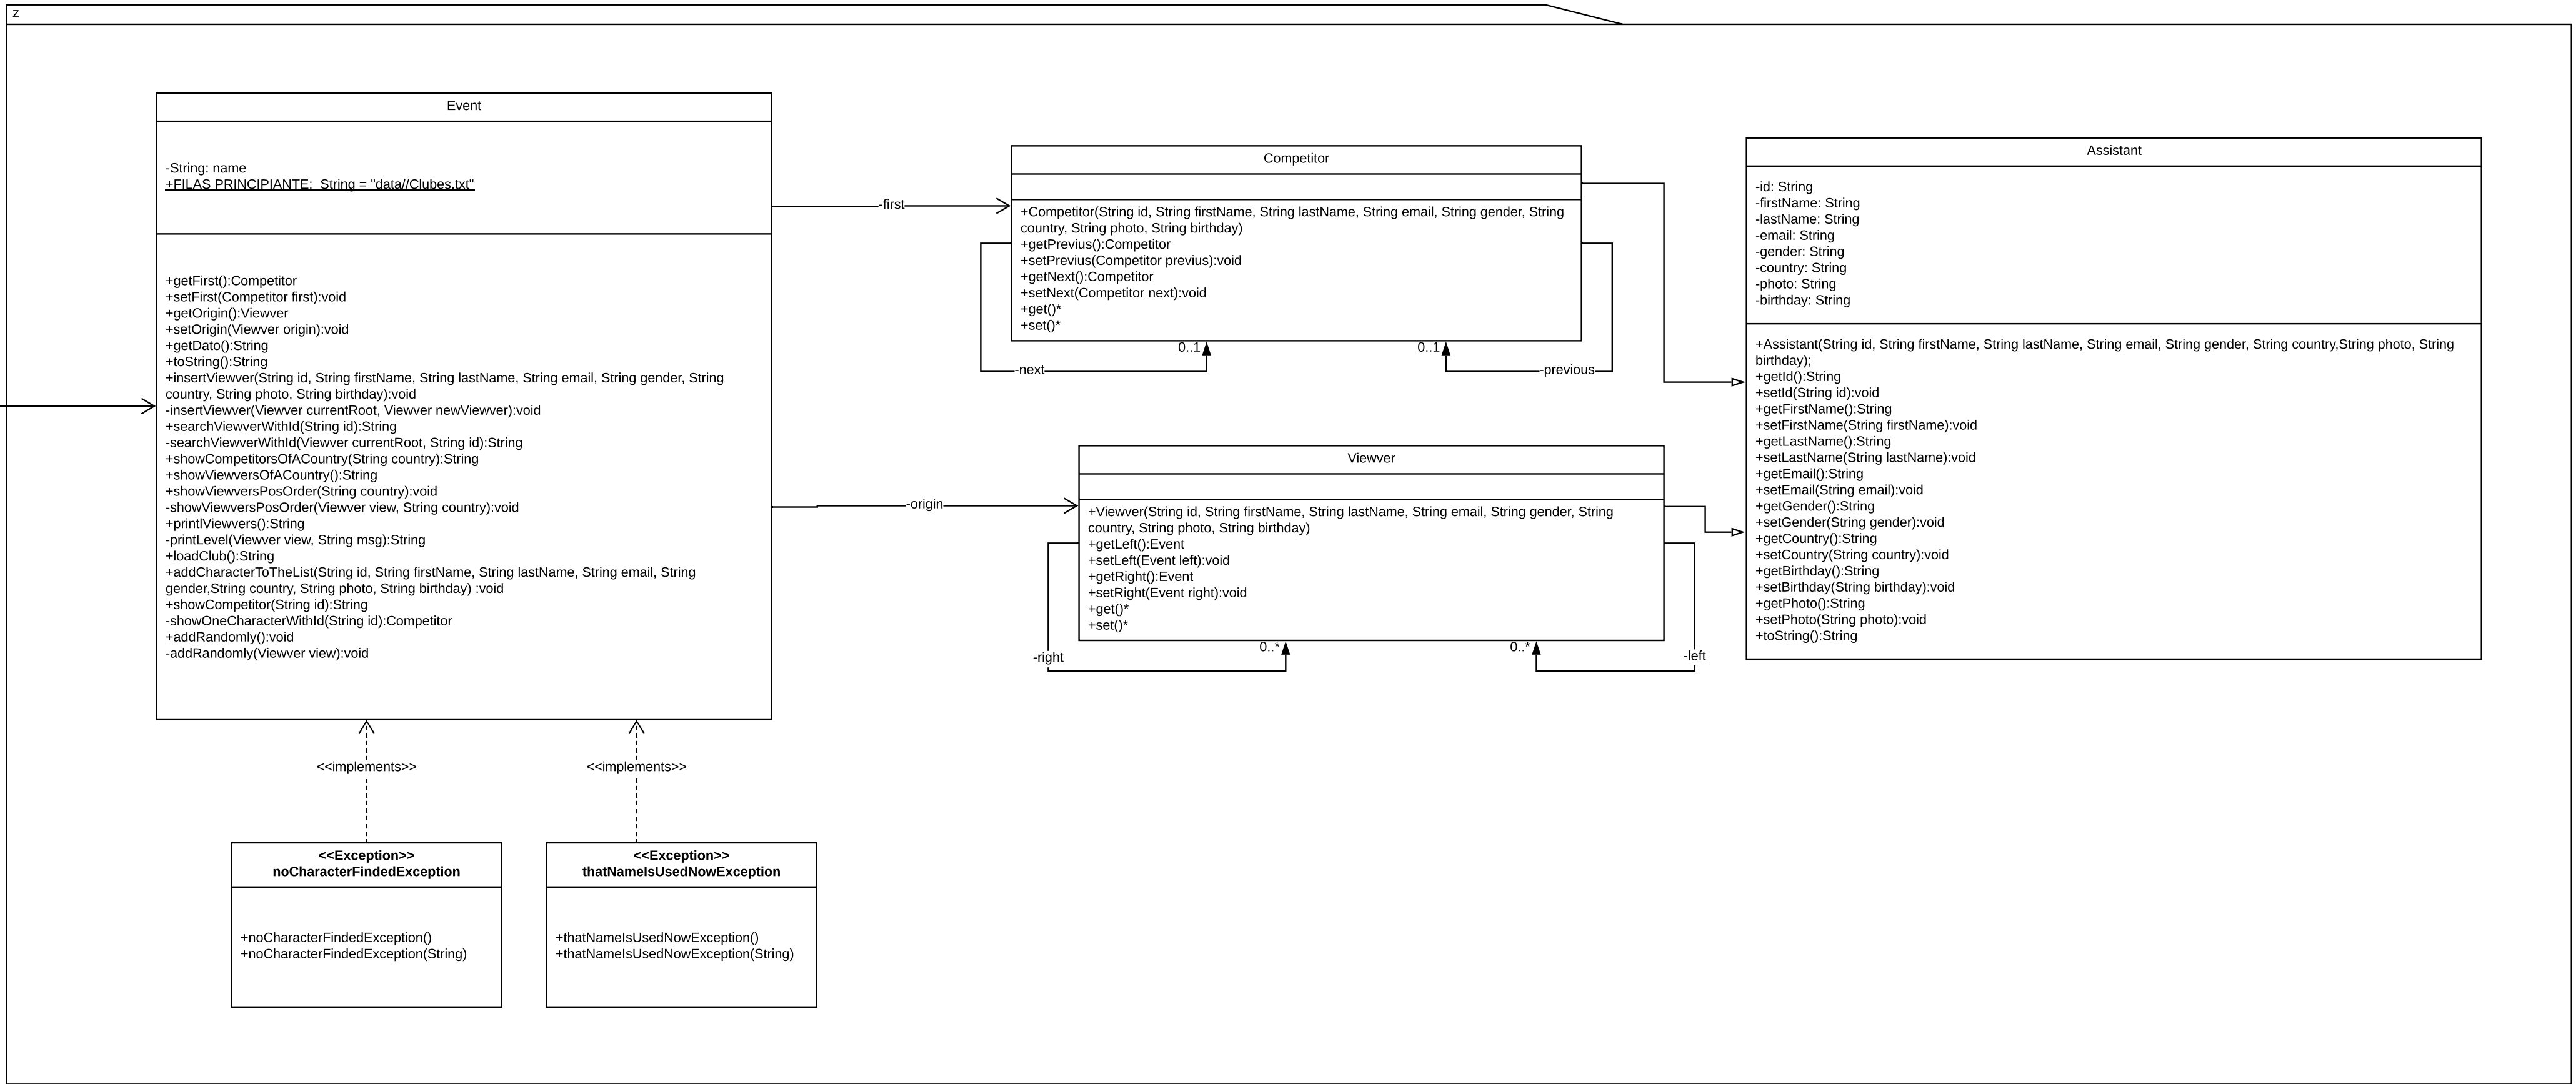 z
Event
-String: name
+FILAS PRINCIPIANTE:  String = "data//Clubes.txt"
+getFirst():Competitor
+setFirst(Competitor first):void
+getOrigin():Viewver
+setOrigin(Viewver origin):void
+getDato():String
+toString():String
+insertViewver(String id, String firstName, String lastName, String email, String gender, String
country, String photo, String birthday):void
-insertViewver(Viewver currentRoot, Viewver newViewver):void
+searchViewverWithId(String id):String
-searchViewverWithId(Viewver currentRoot, String id):String
+showCompetitorsOfACountry(String country):String
+showViewversOfACountry():String
+showViewversPosOrder(String country):void
-showViewversPosOrder(Viewver view, String country):void
+printlViewvers():String
-printLevel(Viewver view, String msg):String
+loadClub():String
+addCharacterToTheList(String id, String firstName, String lastName, String email, String
gender,String country, String photo, String birthday) :void
+showCompetitor(String id):String
-showOneCharacterWithId(String id):Competitor
+addRandomly():void
-addRandomly(Viewver view):void
-first
-origin
Competitor
+Competitor(String id, String firstName, String lastName, String email, String gender, String
country, String photo, String birthday)
+getPrevius():Competitor
+setPrevius(Competitor previus):void
+getNext():Competitor
+setNext(Competitor next):void
+get()*
+set()*
0..1
0..1
-next
-previous
Viewver
+Viewver(String id, String firstName, String lastName, String email, String gender, String
country, String photo, String birthday)
+getLeft():Event
+setLeft(Event left):void
+getRight():Event
+setRight(Event right):void
+get()*
+set()*
0..*
0..*
-right
-left
Assistant
-id: String
-firstName: String
-lastName: String
-email: String
-gender: String
-country: String
-photo: String
-birthday: String
+Assistant(String id, String firstName, String lastName, String email, String gender, String country,String photo, String
birthday);
+getId():String
+setId(String id):void
+getFirstName():String
+setFirstName(String firstName):void
+getLastName():String
+setLastName(String lastName):void
+getEmail():String
+setEmail(String email):void
+getGender():String
+setGender(String gender):void
+getCountry():String
+setCountry(String country):void
+getBirthday():String
+setBirthday(String birthday):void
+getPhoto():String
+setPhoto(String photo):void
+toString():String
<<implements>>
<<implements>>
<<Exception>>
noCharacterFindedException
+noCharacterFindedException()
+noCharacterFindedException(String)
<<Exception>>
thatNameIsUsedNowException
+thatNameIsUsedNowException()
+thatNameIsUsedNowException(String)